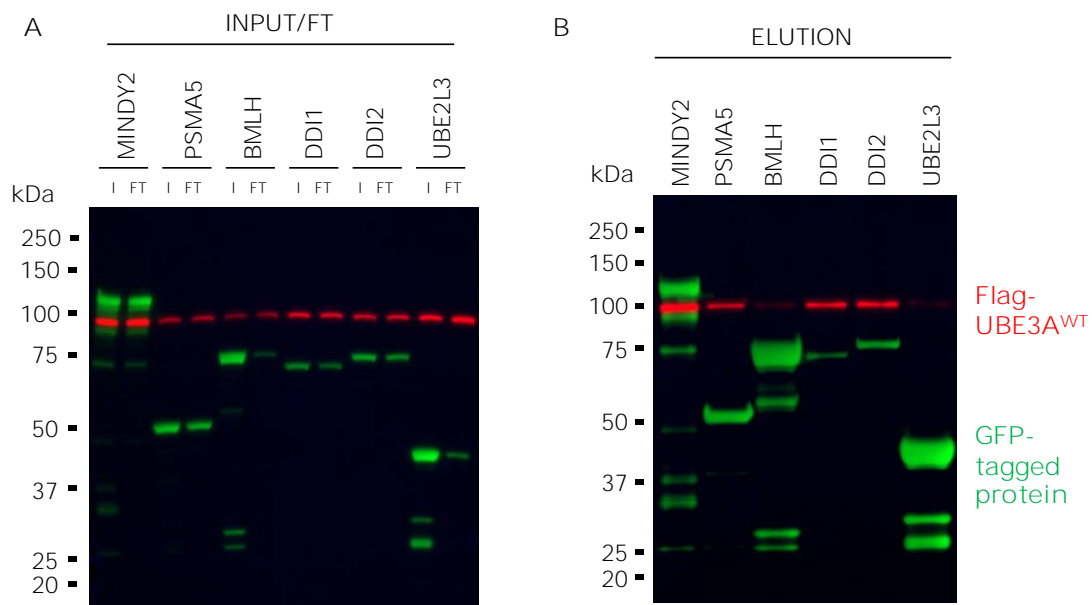 A
INPUT/FT
MINDY2
PSMA5
BMLH
DDI1
DDI2
UBE2L3
I FT I FT I FT I FT I FT I FT
kDa
250
150
100
75
50
37
25
20
B
ELUTION
MINDY2
PSMA5
BMLH
DDI1
DDI2
UBE2L3
kDa
250
150
100
75
50
37
25
20
Flag-
UBE3AWT
GFP-
tagged
protein